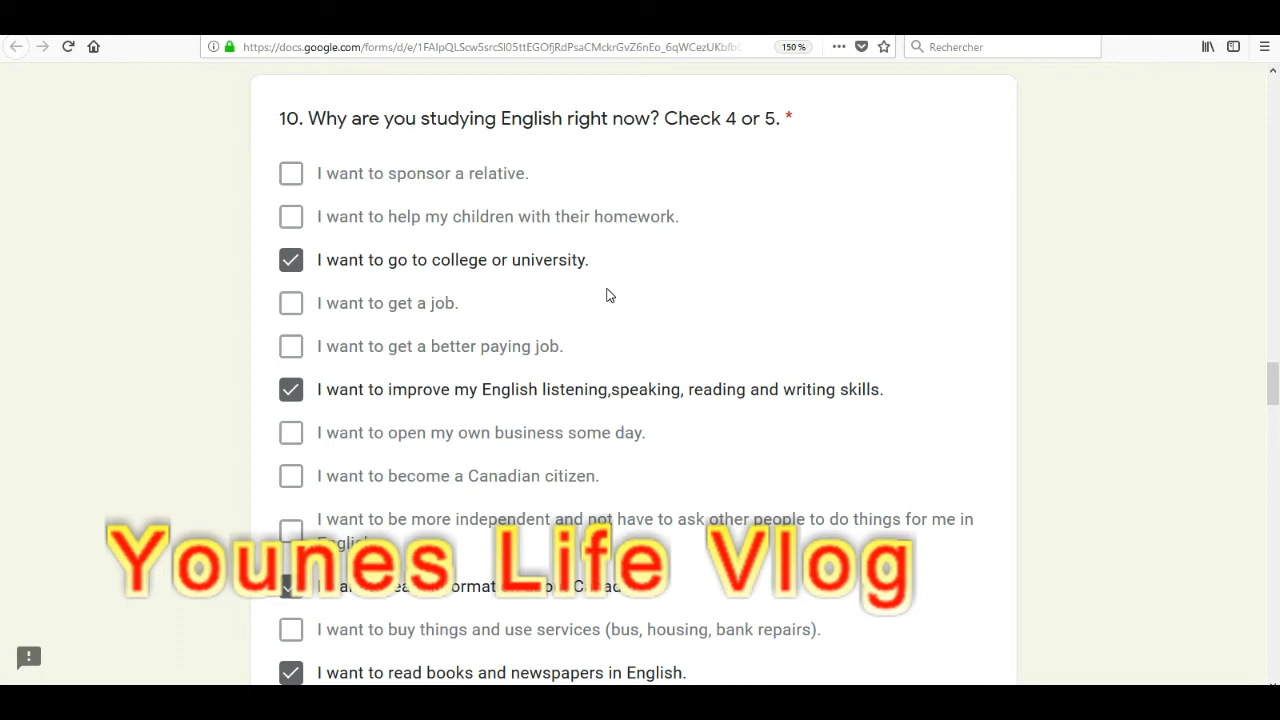 https://docs.google.com/forms/d/e/1FAIpQLScw5srcSl05ttEGOfjRdPsaCMckrGvZ6nEo_6qWCezUKbfbC
150 %
Rechercher
10. Why are you studying English right now? Check 4 or 5. *
I want to sponsor a relative.
I want to help my children with their homework.
I want to go to college or university.
I want to get a job.
I want to get a better paying job.
I want to improve my English listening,speaking, reading and writing skills.
I want to open my own business some day.
I want to become a Canadian citizen.
I want to be more independent and not have to ask other people to do things for me in
English
Younes Life Vlog
I want to buy things and use services (bus, housing, bank repairs).
I want to read books and newspapers in English.